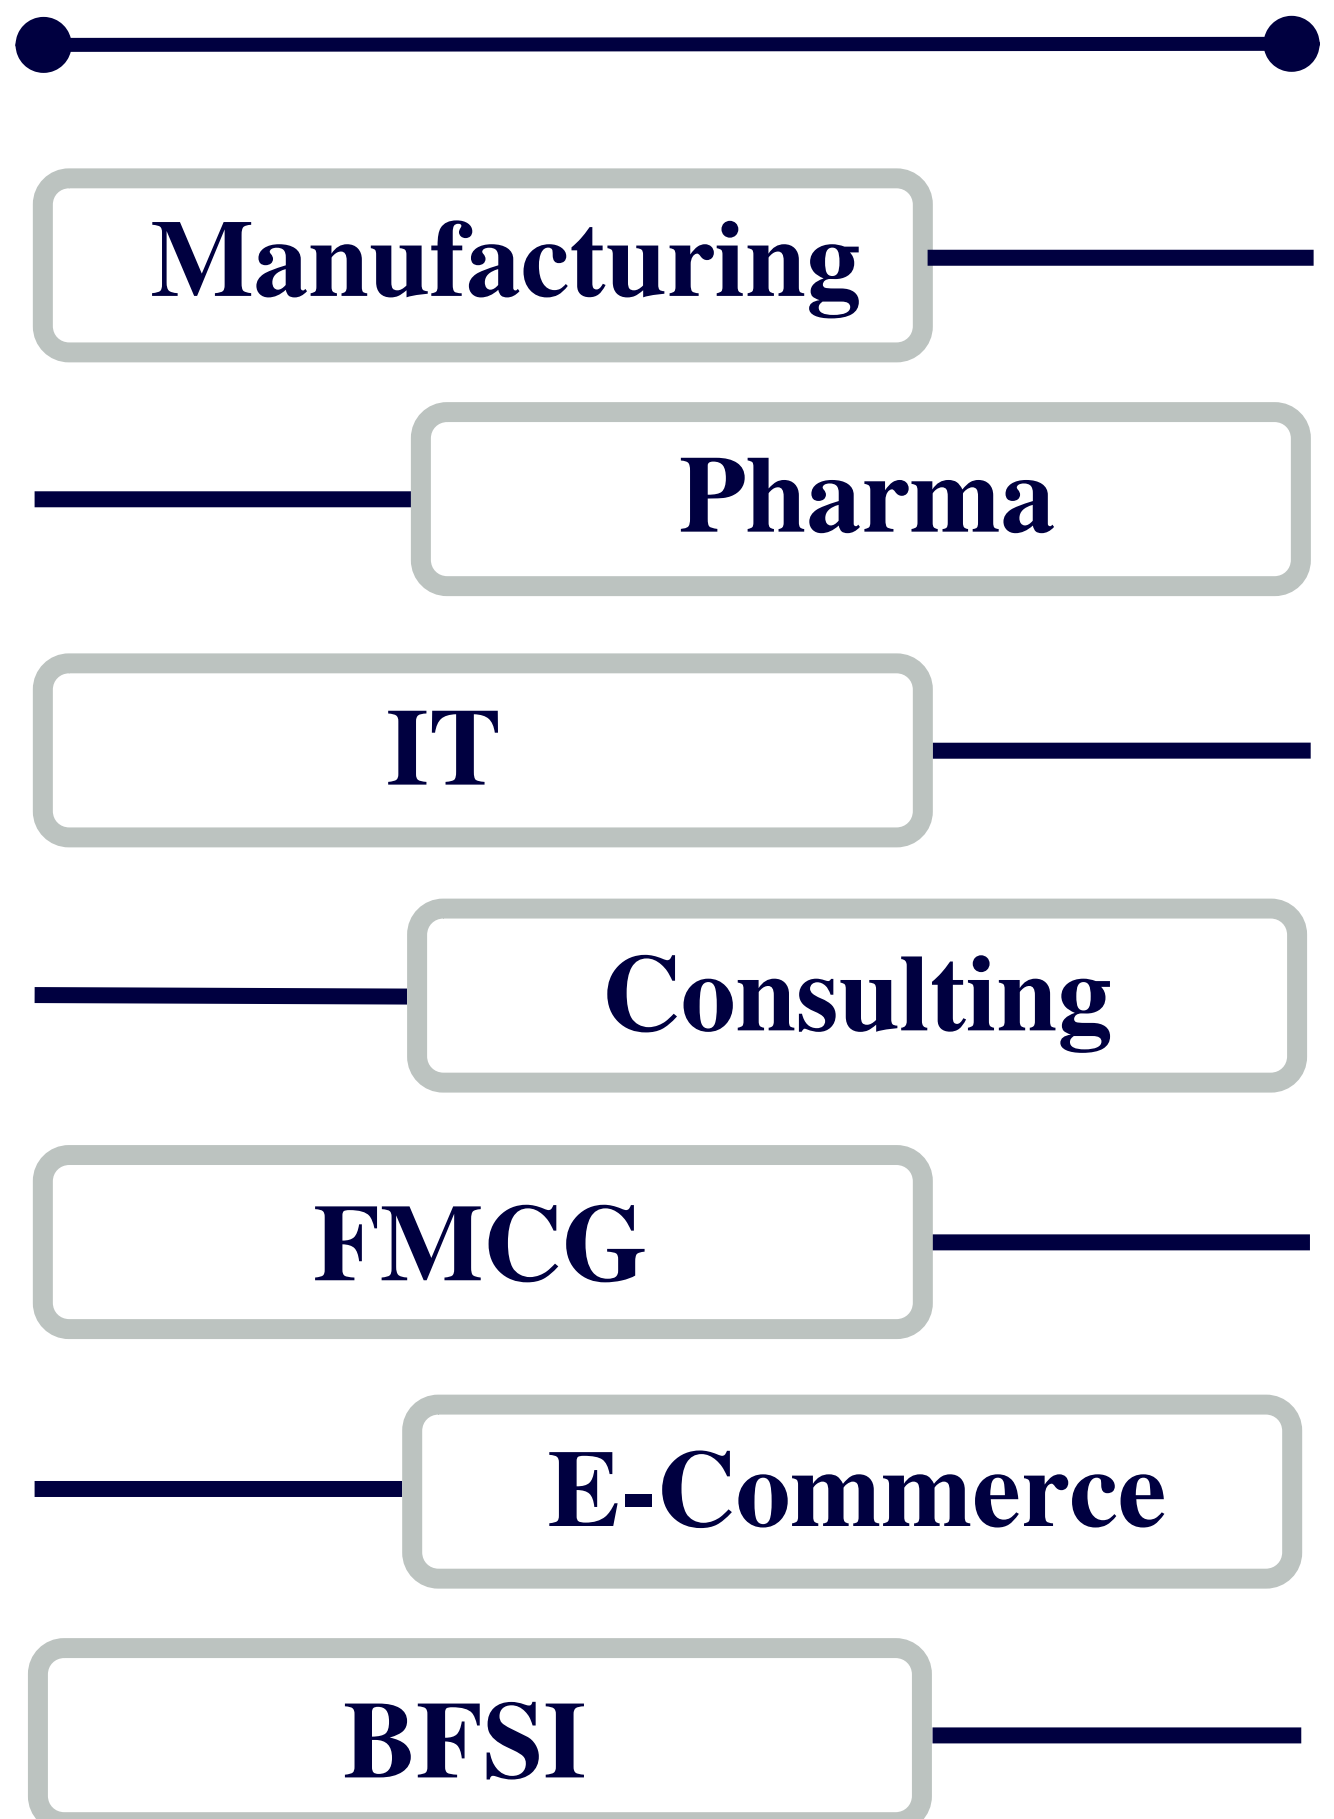 Manufacturing
Pharma
IT
Consulting
FMCG
E-Commerce
BFSI